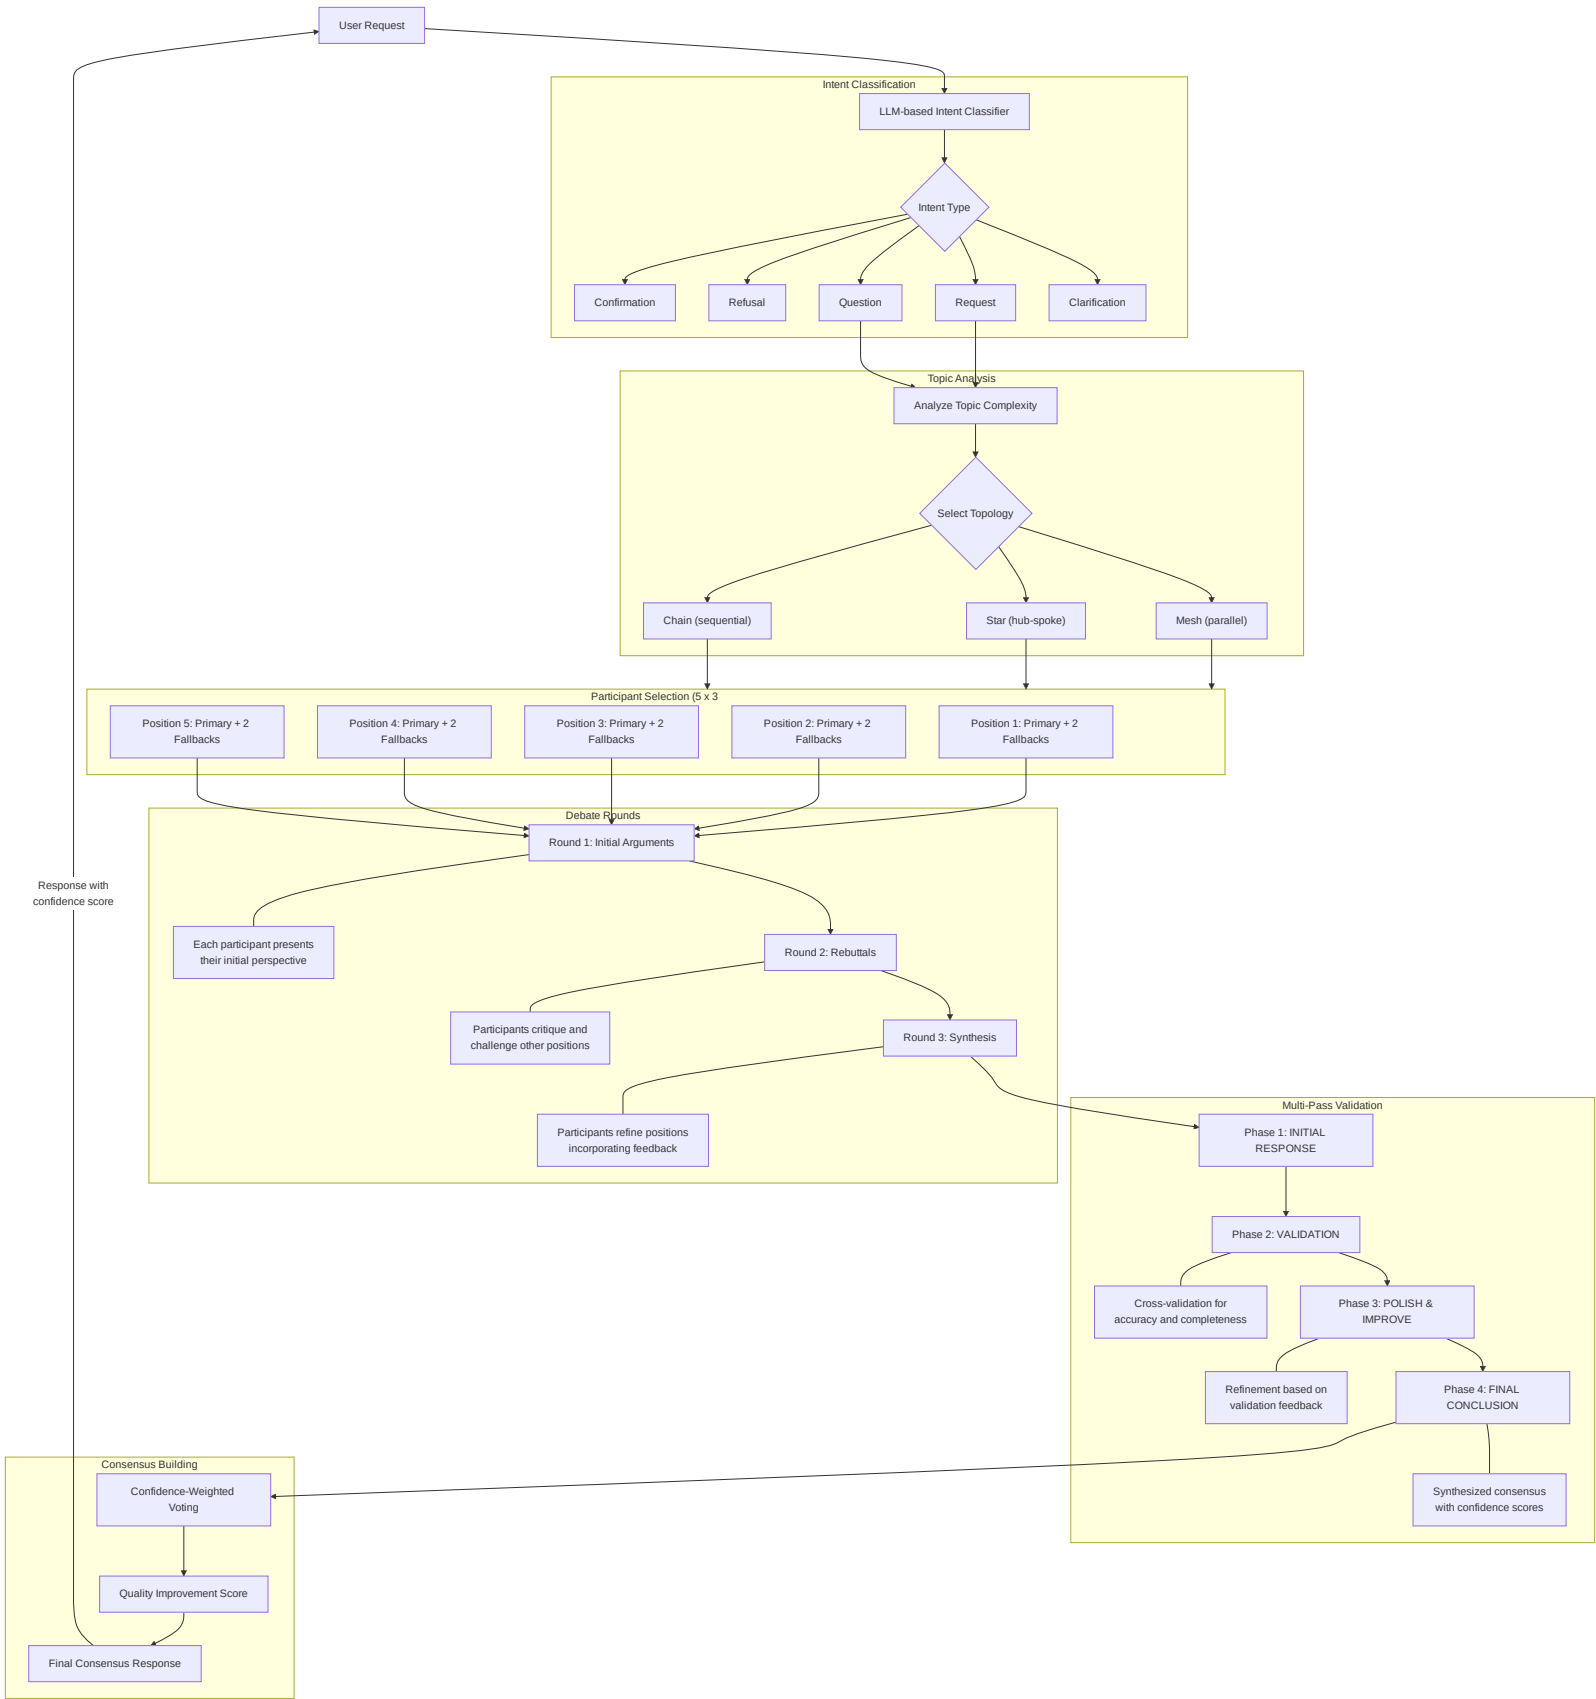 User Request
Intent Classification
LLM-based Intent Classifier
Intent Type
Confirmation
Refusal
Question
Request
Clarification
Topic Analysis
Analyze Topic Complexity
Select Topology
Chain (sequential)
Star (hub-spoke)
Mesh (parallel)
Participant Selection (5 x 3
Position 5: Primary + 2
Fallbacks
Position 4: Primary + 2
Fallbacks
Position 3: Primary + 2
Fallbacks
Position 2: Primary + 2
Fallbacks
Position 1: Primary + 2
Fallbacks
Debate Rounds
Round 1: Initial Arguments
Response with
confidence score
Each participant presents
their initial perspective
Round 2: Rebuttals
Participants critique and
challenge other positions
Round 3: Synthesis
Participants refine positions
incorporating feedback
Multi-Pass Validation
Phase 1: INITIAL
RESPONSE
Phase 2: VALIDATION
Cross-validation for
accuracy and completeness
Phase 3: POLISH &
IMPROVE
Refinement based on
validation feedback
Phase 4: FINAL
CONCLUSION
Synthesized consensus
with confidence scores
Consensus Building
Confidence-Weighted
Voting
Quality Improvement Score
Final Consensus Response